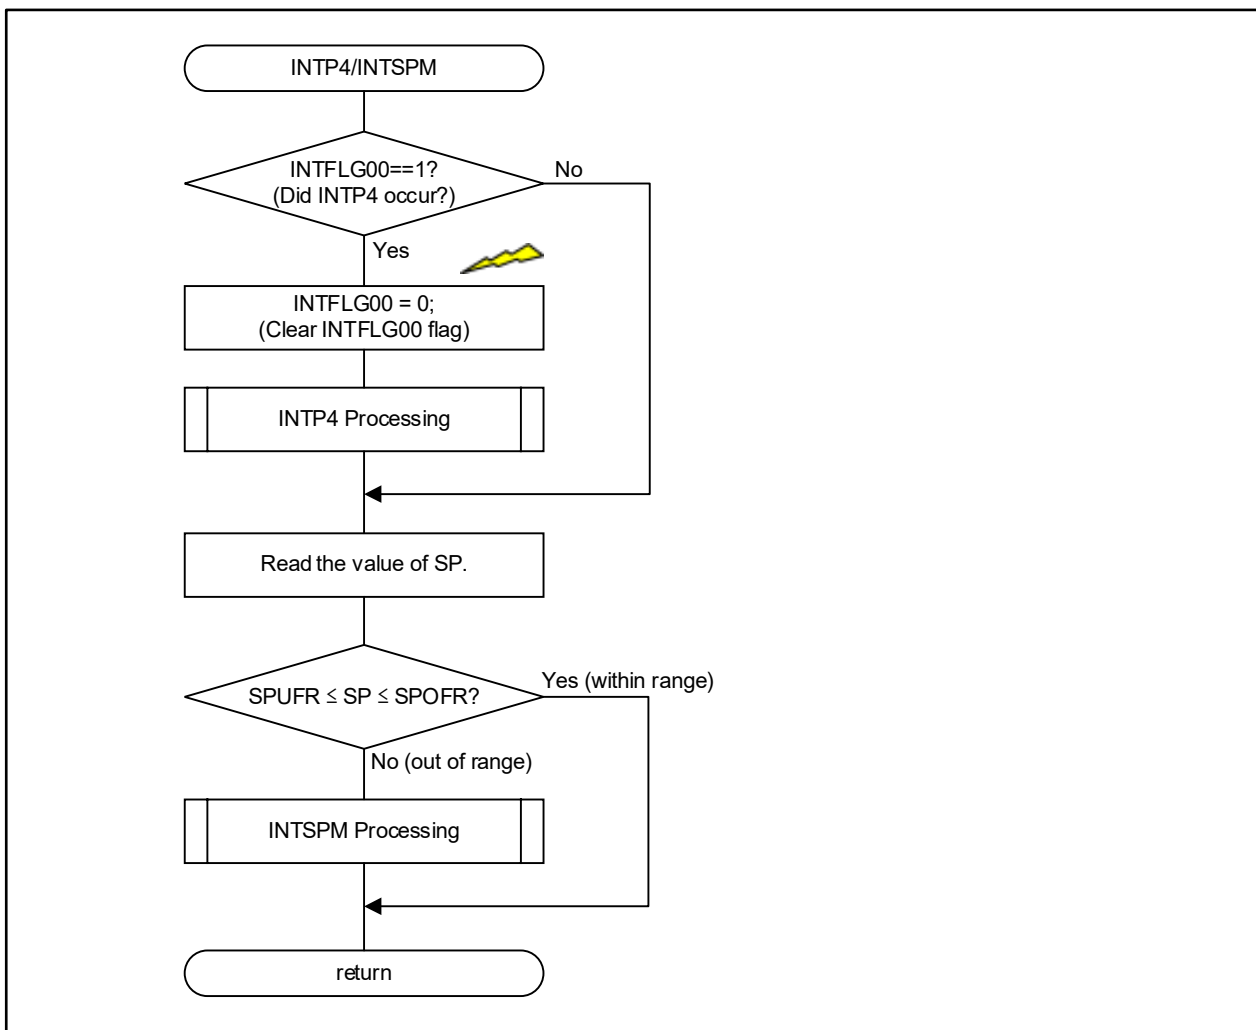 INTP4/INTSPM
INTFLG00==1?
(Did INTP4 occur?)
No
Yes
INTFLG00 = 0;
(Clear INTFLG00 flag)
INTP4 Processing
Read the value of SP.
SPUFR ≤ SP ≤ SPOFR?
Yes (within range)
No (out of range)
INTSPM Processing
return